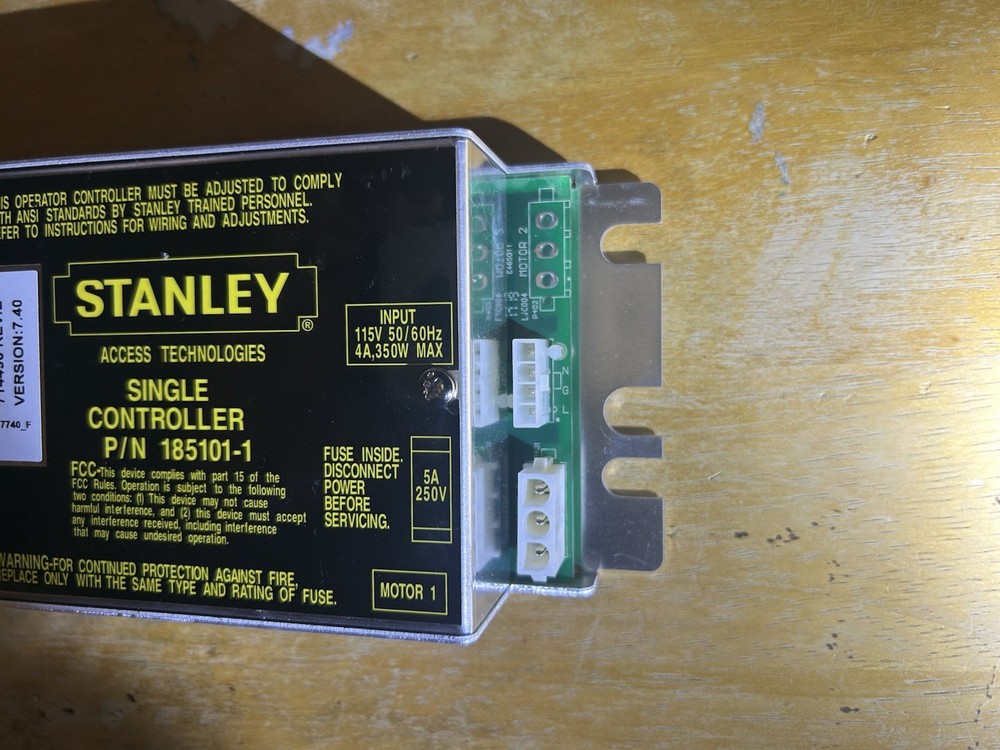 IS OPERATOR CONTROLLER MUST BE ADJUSTED TO COMPLY
TH ANSI STANDARDS BY STANLEY TRAINED PERSONNEL.
EFER TO INSTRUCTIONS FOR WIRING AND ADJUSTMENTS.
STANLEY
®
ACCESS TECHNOLOGIES
SINGLE
CONTROLLER
P/N 185101-1
FCC-This device complies with part 15 of the
FCC Rules. Operation is subject to the following
two conditions: (1) This device may not cause
harmful interference, and (2) this device must accept
any interference received, including interference
that may cause undesired operation.
WARNING-FOR CONTINUED PROTECTION AGAINST FIRE,
EPLACE ONLY WITH THE SAME TYPE AND RATING OF FUSE.
INPUT
115V 50/60Hz
4A,350W MAX
FUSE INSIDE.
DISCONNECT
POWER
BEFORE
SERVICING.
5A
250V
MOTOR 1
VERSION:7.40
7740_F
MOTOR 2
N
G
L